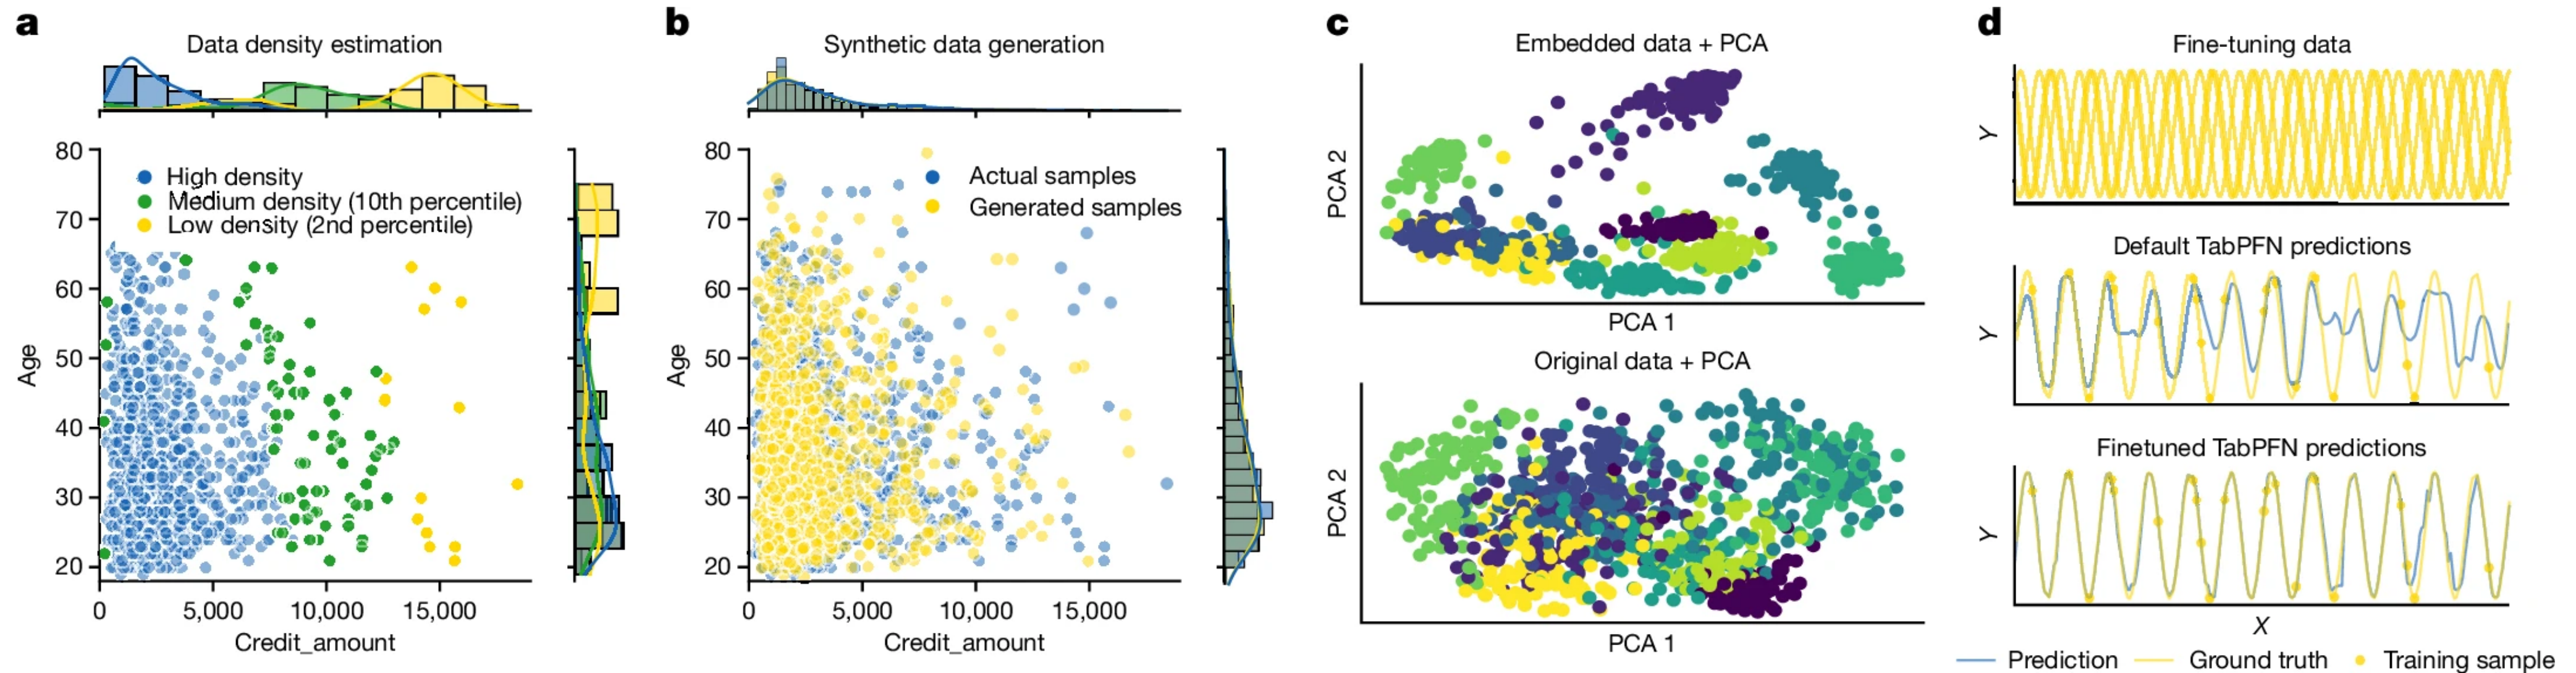 a
Data density estimation
80
70
60
50
40
30
20
Age
High density
Medium density (10th percentile)
Low density (2nd percentile)
0 5,000 10,000 15,000
Credit_amount
b
Synthetic data generation
80
70
60
50
40
30
20
Age
Actual samples
Generated samples
0 5,000 10,000 15,000
Credit_amount
c
Embedded data + PCA
PCA 2
PCA 1
Original data + PCA
PCA 2
PCA 1
d
Fine-tuning data
Y
Default TabPFN predictions
Y
Finetuned TabPFN predictions
Y
X
Prediction Ground truth Training sample